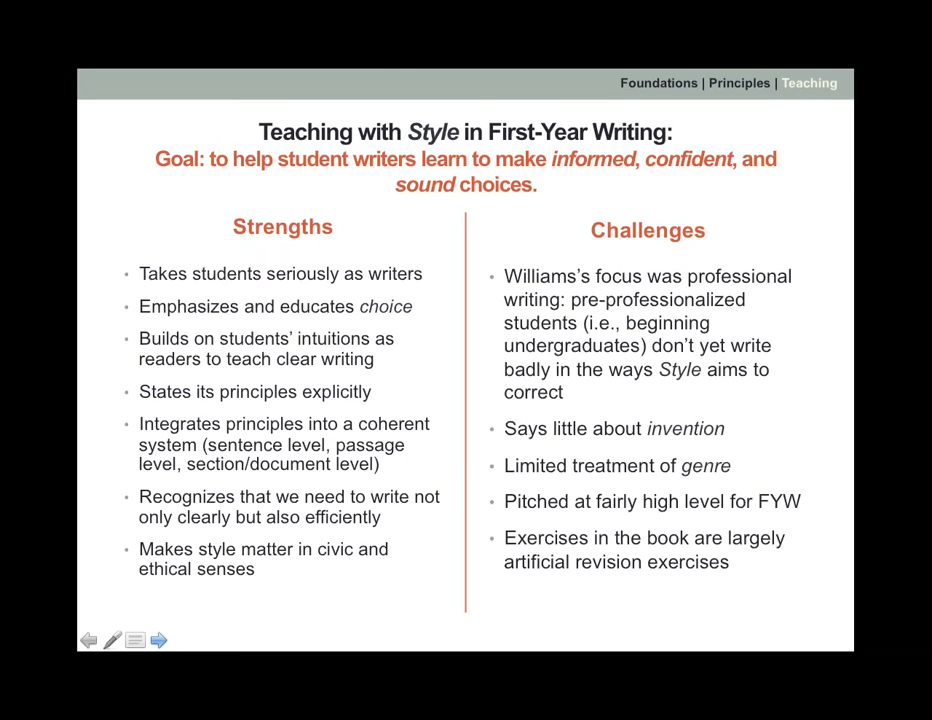 Foundations | Principles | Teaching
Teaching with Style in First-Year Writing:
Goal: to help student writers learn to make informed, confident, and
sound choices.
Strengths
• Takes students seriously as writers
• Emphasizes and educates choice
• Builds on students’ intuitions as
readers to teach clear writing
• States its principles explicitly
• Integrates principles into a coherent
system (sentence level, passage
level, section/document level)
• Recognizes that we need to write not
only clearly but also efficiently
• Makes style matter in civic and
ethical senses
Challenges
• Williams’s focus was professional
writing: pre-professionalized
students (i.e., beginning
undergraduates) don’t yet write
badly in the ways Style aims to
correct
• Says little about invention
• Limited treatment of genre
• Pitched at fairly high level for FYW
• Exercises in the book are largely
artificial revision exercises